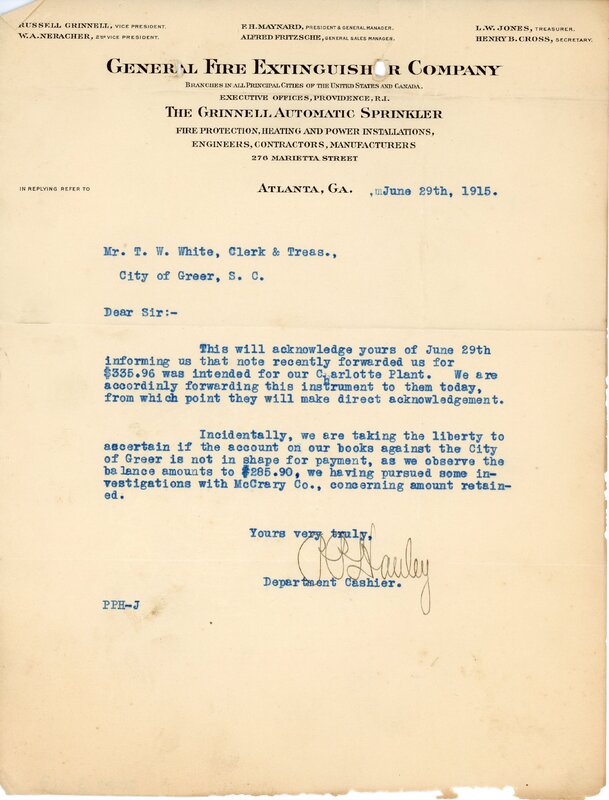 RUSSELL GRINNELL, VICE PRESIDENT.
W.A.NERACHER, 2ND VICE PRESIDENT.
F.H. MAYNARD, PRESIDENT & GENERAL MANAGER.
ALFRED FRITZSCHE, GENERAL SALES MANAGER.
L.W. JONES, TREASURER.
HENRY B. CROSS, SECRETARY.
GENERAL FIRE EXTINGUISHER COMPANY
BRANCHES IN ALL PRINCIPAL CITIES OF THE UNITED STATES AND CANADA.
EXECUTIVE OFFICES, PROVIDENCE, R.I.
THE GRINNELL AUTOMATIC SPRINKLER
FIRE PROTECTION, HEATING AND POWER INSTALLATIONS,
ENGINEERS, CONTRACTORS, MANUFACTURERS
276 MARIETTA STREET
IN REPLYING REFER TO
ATLANTA, GA. June 29th, 1915.
Mr. T. W. White, Clerk & Treas.,
City of Greer, S. C.
Dear Sir:-
This will acknowledge yours of June 29th
informing us that note recently forwarded us for
$335.96 was intended for our Charlotte Plant. We are
accordinly forwarding this instrument to them today,
from which point they will make direct acknowledgement.
Incidentally, we are taking the liberty to
ascertain if the account on our books against the City
of Greer is not in shape for payment, as we observe the
balance amounts to $285.90, we having pursued some in-
vestigations with McCrary Co., concerning amount retain-
ed.
Yours very truly,
Department Cashier.
PPH-J